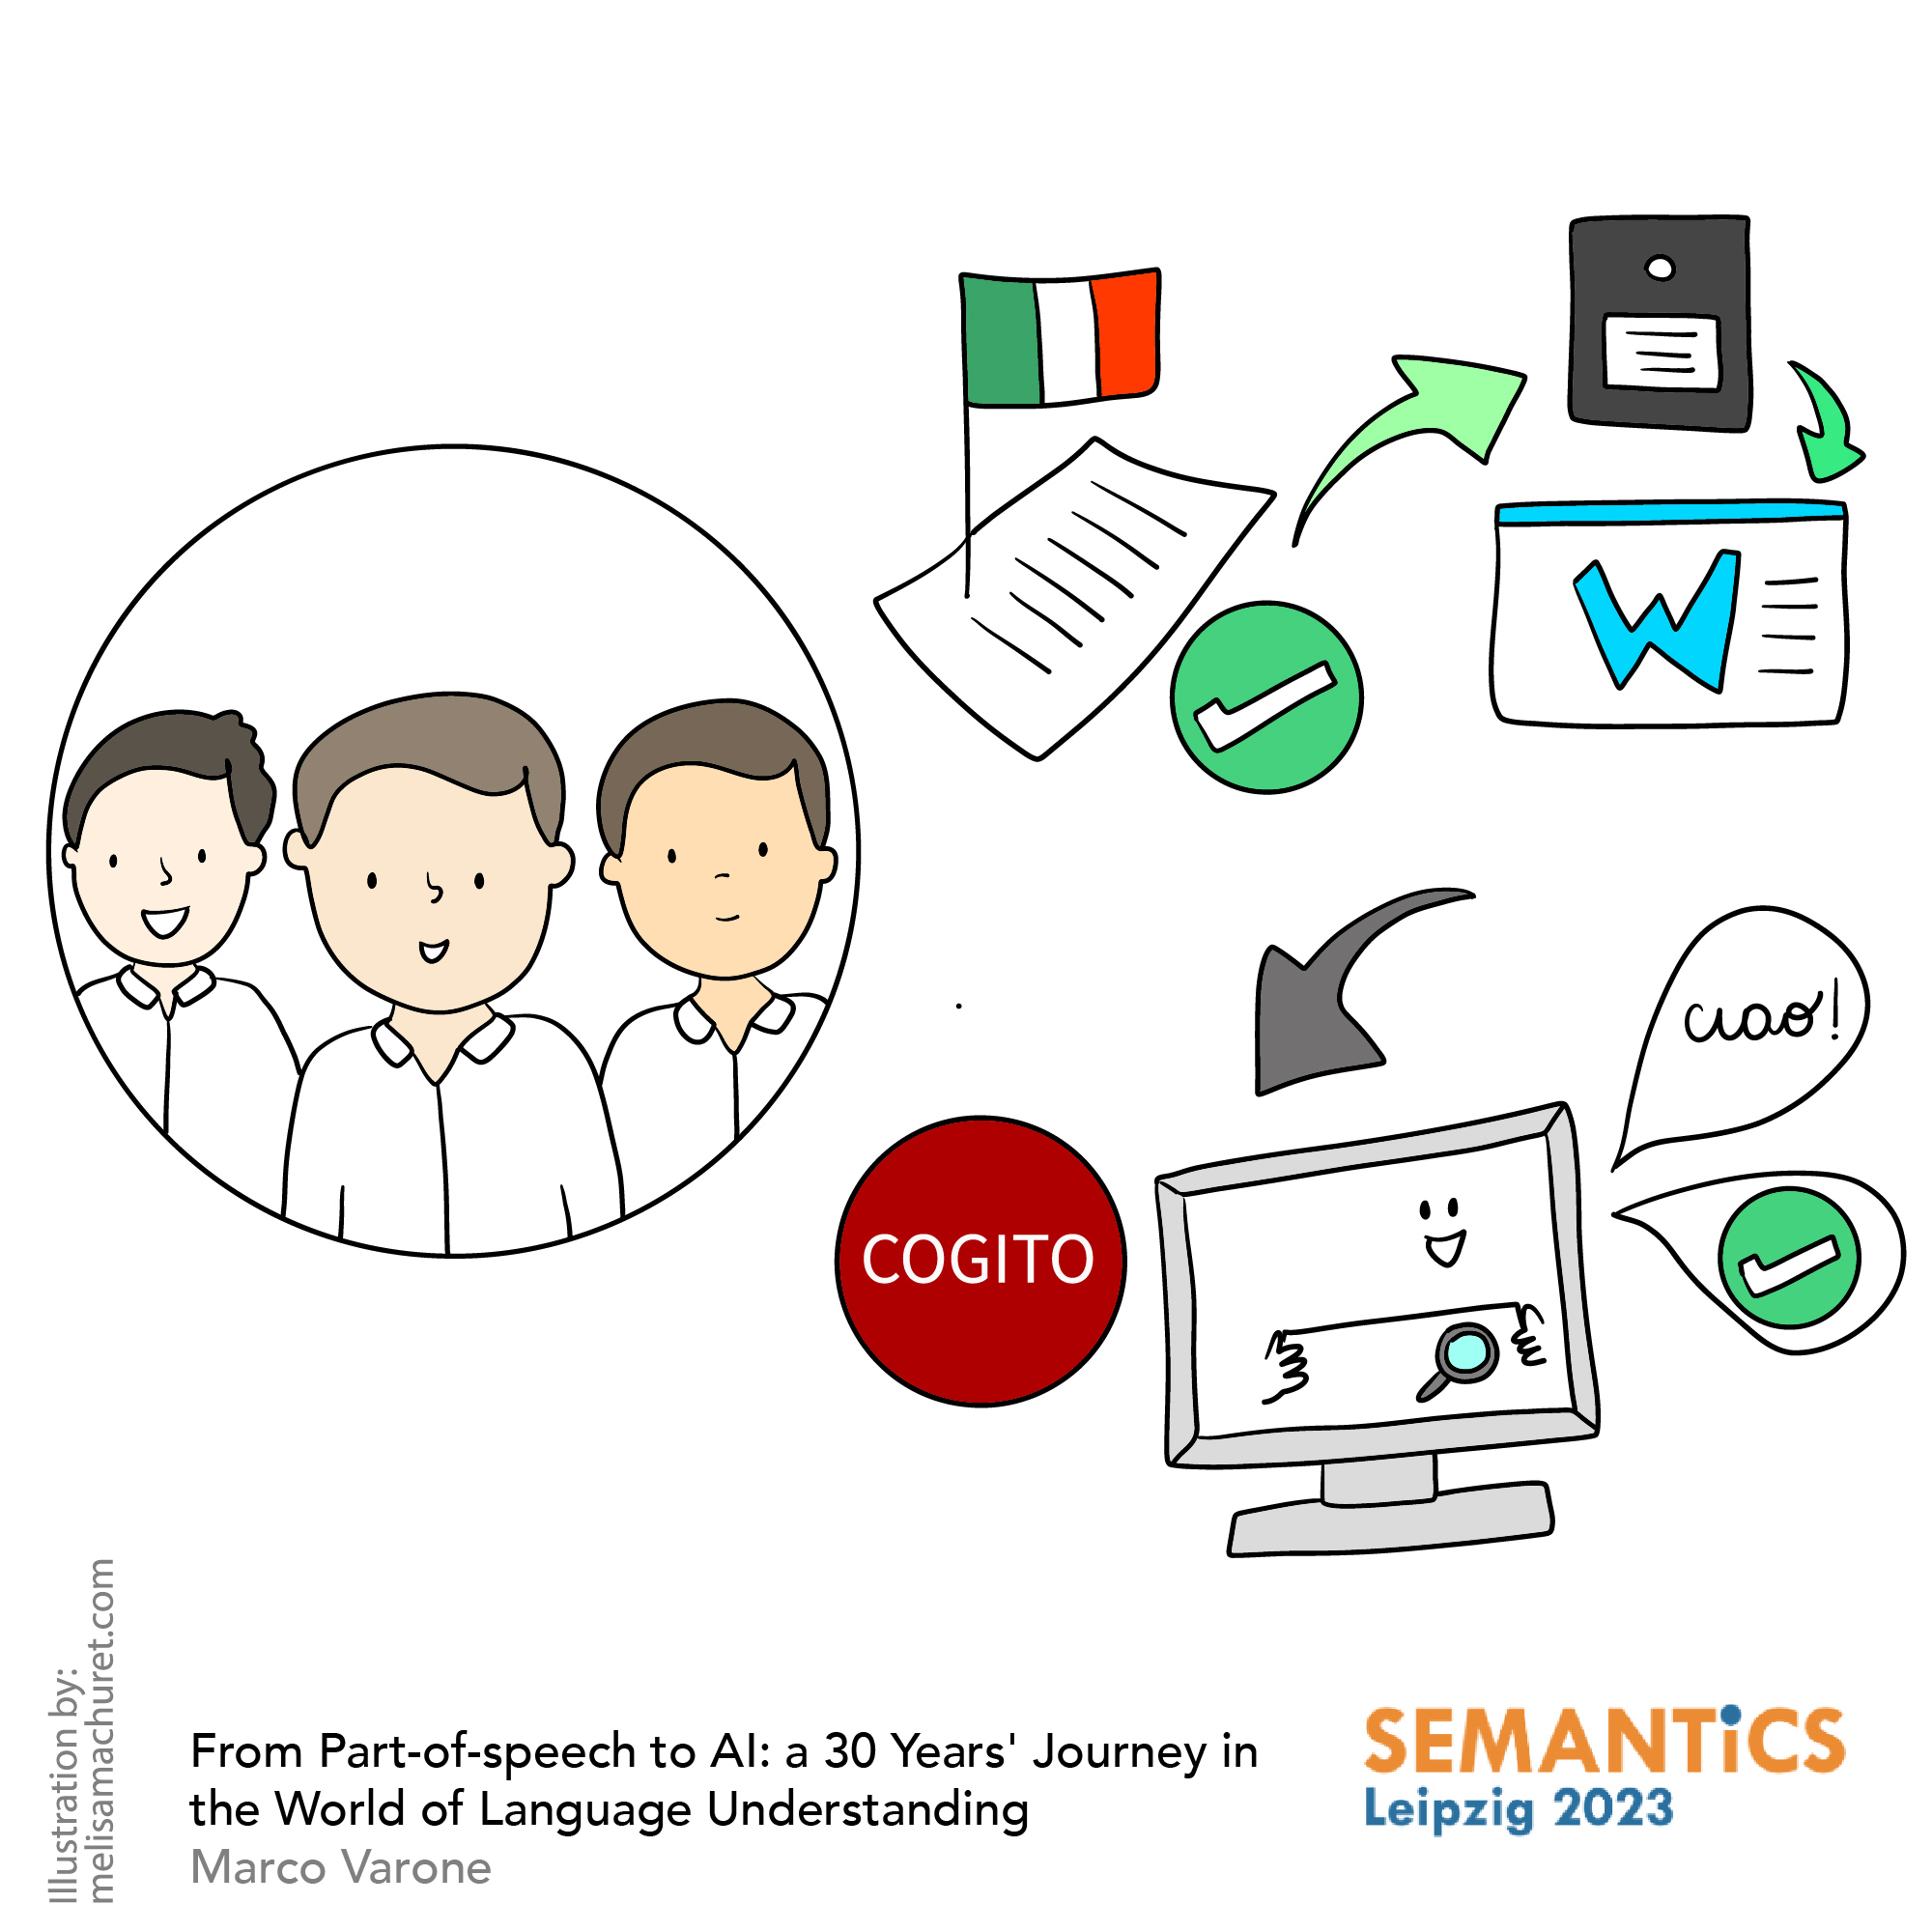 W
ciao!
COGITO
From Part-of-speech to AI: a 30 Years' Journey in
the World of Language Understanding
Marco Varone
SEMANTiCS
Leipzig 2023
Illustration by:
melisamachuret.com